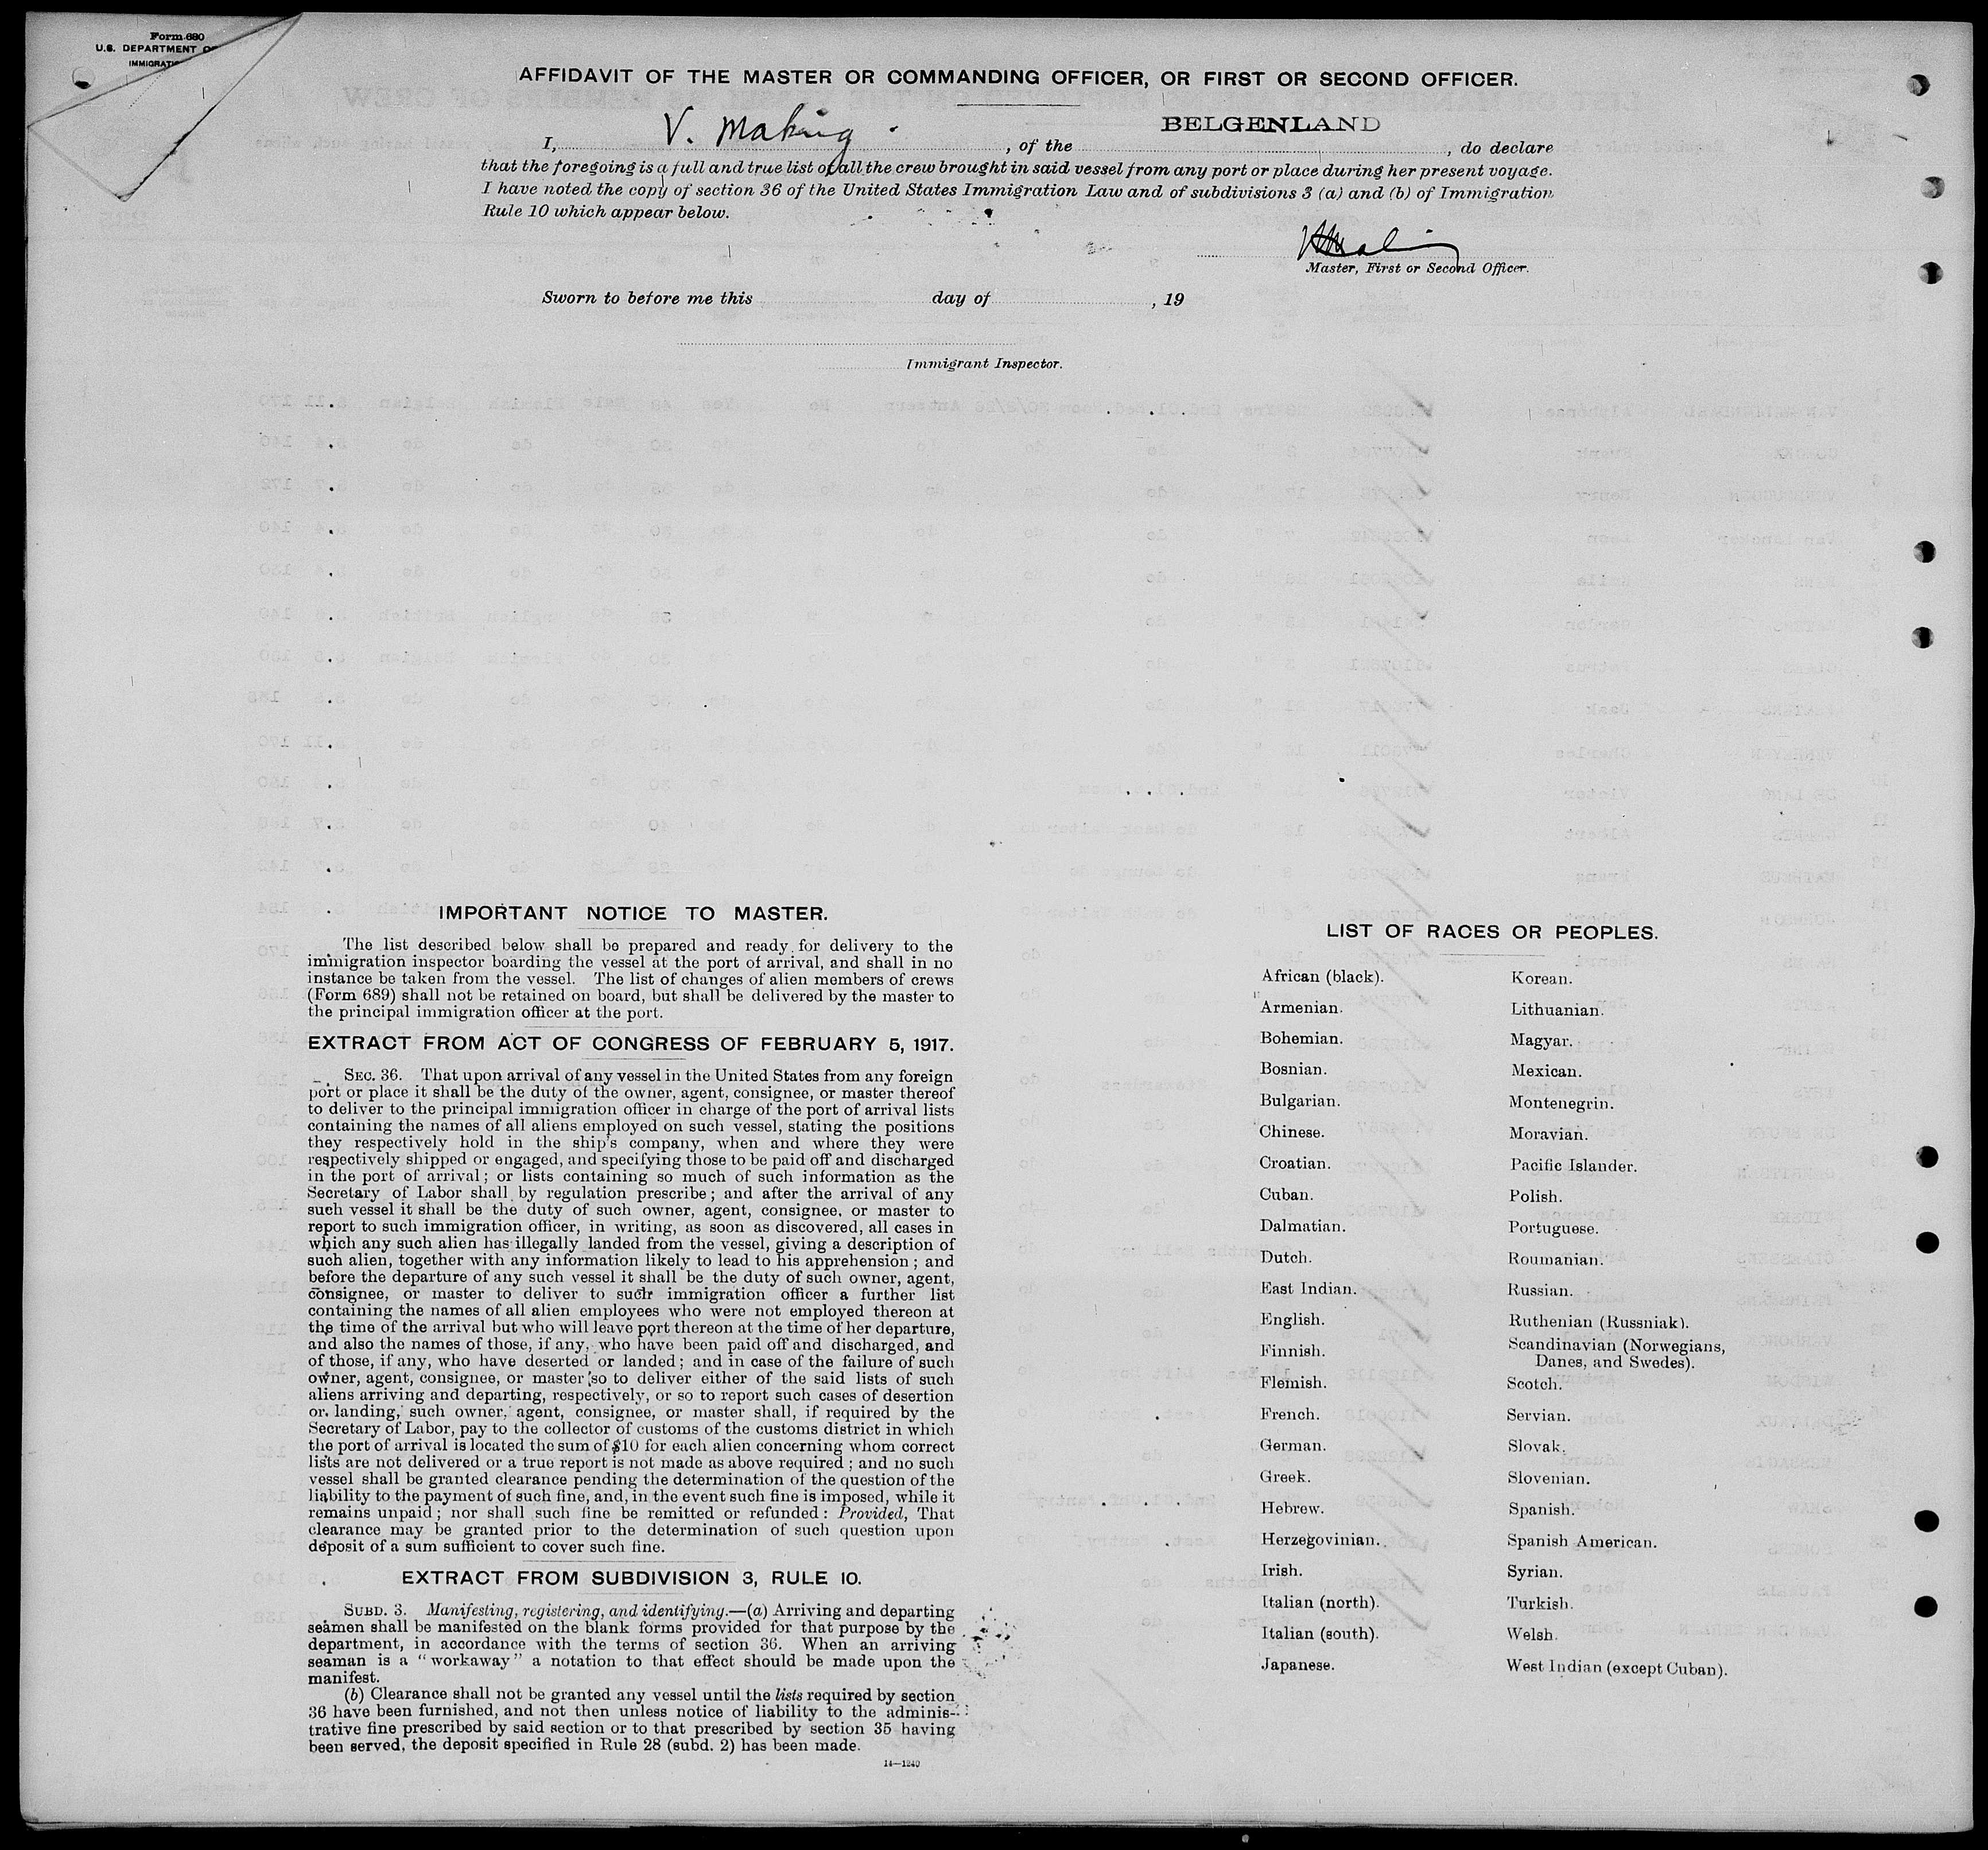 Form 680
U.S. DEPARTMENT
AFFIDAVIT OF THE MASTER OR COMMANDING OFFICER, OR FIRST OR SECOND OFFICER.
I, V. Making, of the BELGENLAND, do declare
that the foregoing is a full and true list of all the crew brought in said vessel from any port or place during her present voyage.
I have noted the copy of section 36 of the United States Immigration Law and of subdivisions 3 (a) and (b) of Immigration
Rule 10 which appear below.
Master, First or Second Officer.
Sworn to before me this day of , 19
Immigrant Inspector.
IMPORTANT NOTICE TO MASTER.
The list described below shall be prepared and ready for delivery to the
immigration inspector boarding the vessel at the port of arrival, and shall in no
instance be taken from the vessel. The list of changes of alien members of crews
(Form 689) shall not be retained on board, but shall be delivered by the master to
the principal immigration officer at the port.
EXTRACT FROM ACT OF CONGRESS OF FEBRUARY 5, 1917.
SEC. 36. That upon arrival of any vessel in the United States from any foreign
port or place it shall be the duty of the owner, agent, consignee, or master thereof
to deliver to the principal immigration officer in charge of the port of arrival lists
containing the names of all aliens employed on such vessel, stating the positions
they respectively hold in the ship's company, when and where they were
respectively shipped or engaged, and specifying those to be paid off and discharged
in the port of arrival; or lists containing so much of such information as the
Secretary of Labor shall by regulation prescribe; and after the arrival of any
such vessel it shall be the duty of such owner, agent, consignee, or master to
report to such immigration officer, in writing, as soon as discovered, all cases in
which any such alien has illegally landed from the vessel, giving a description of
such alien, together with any information likely to lead to his apprehension; and
before the departure of any such vessel it shall be the duty of such owner, agent,
consignee, or master to deliver to such immigration officer a further list
containing the names of all alien employees who were not employed thereon at
the time of the arrival but who will leave port thereon at the time of her departure,
and also the names of those, if any, who have been paid off and discharged, and
of those, if any, who have deserted or landed; and in case of the failure of such
owner, agent, consignee, or master so to deliver either of the said lists of such
aliens arriving and departing, respectively, or so to report such cases of desertion
or landing, such owner, agent, consignee, or master shall, if required by the
Secretary of Labor, pay to the collector of customs of the customs district in which
the port of arrival is located the sum of $10 for each alien concerning whom correct
lists are not delivered or a true report is not made as above required; and no such
vessel shall be granted clearance pending the determination of the question of the
liability to the payment of such fine, and, in the event such fine is imposed, while it
remains unpaid; nor shall such fine be remitted or refunded: Provided, That
clearance may be granted prior to the determination of such question upon
deposit of a sum sufficient to cover such fine.
EXTRACT FROM SUBDIVISION 3, RULE 10.
SUBD. 3. Manifesting, registering, and identifying.—(a) Arriving and departing
seamen shall be manifested on the blank forms provided for that purpose by the
department, in accordance with the terms of section 36. When an arriving
seaman is a "workaway" a notation to that effect should be made upon the
manifest.
(b) Clearance shall not be granted any vessel until the lists required by section
36 have been furnished, and not then unless notice of liability to the adminis-
trative fine prescribed by said section or to that prescribed by section 35 having
been served, the deposit specified in Rule 28 (subd. 2) has been made.
14—1240
LIST OF RACES OR PEOPLES.
African (black).
Armenian.
Bohemian.
Bosnian.
Bulgarian.
Chinese.
Croatian.
Cuban.
Dalmatian.
Dutch.
East Indian.
English.
Finnish.
Flemish.
French.
German.
Greek.
Hebrew.
Herzegovinian.
Irish.
Italian (north).
Italian (south).
Japanese.
Korean.
Lithuanian.
Magyar.
Mexican.
Montenegrin.
Moravian.
Pacific Islander.
Polish.
Portuguese.
Roumanian.
Russian.
Ruthenian (Russniak).
Scandinavian (Norwegians,
Danes, and Swedes).
Scotch.
Servian.
Slovak.
Slovenian.
Spanish.
Spanish American.
Syrian.
Turkish.
Welsh.
West Indian (except Cuban).